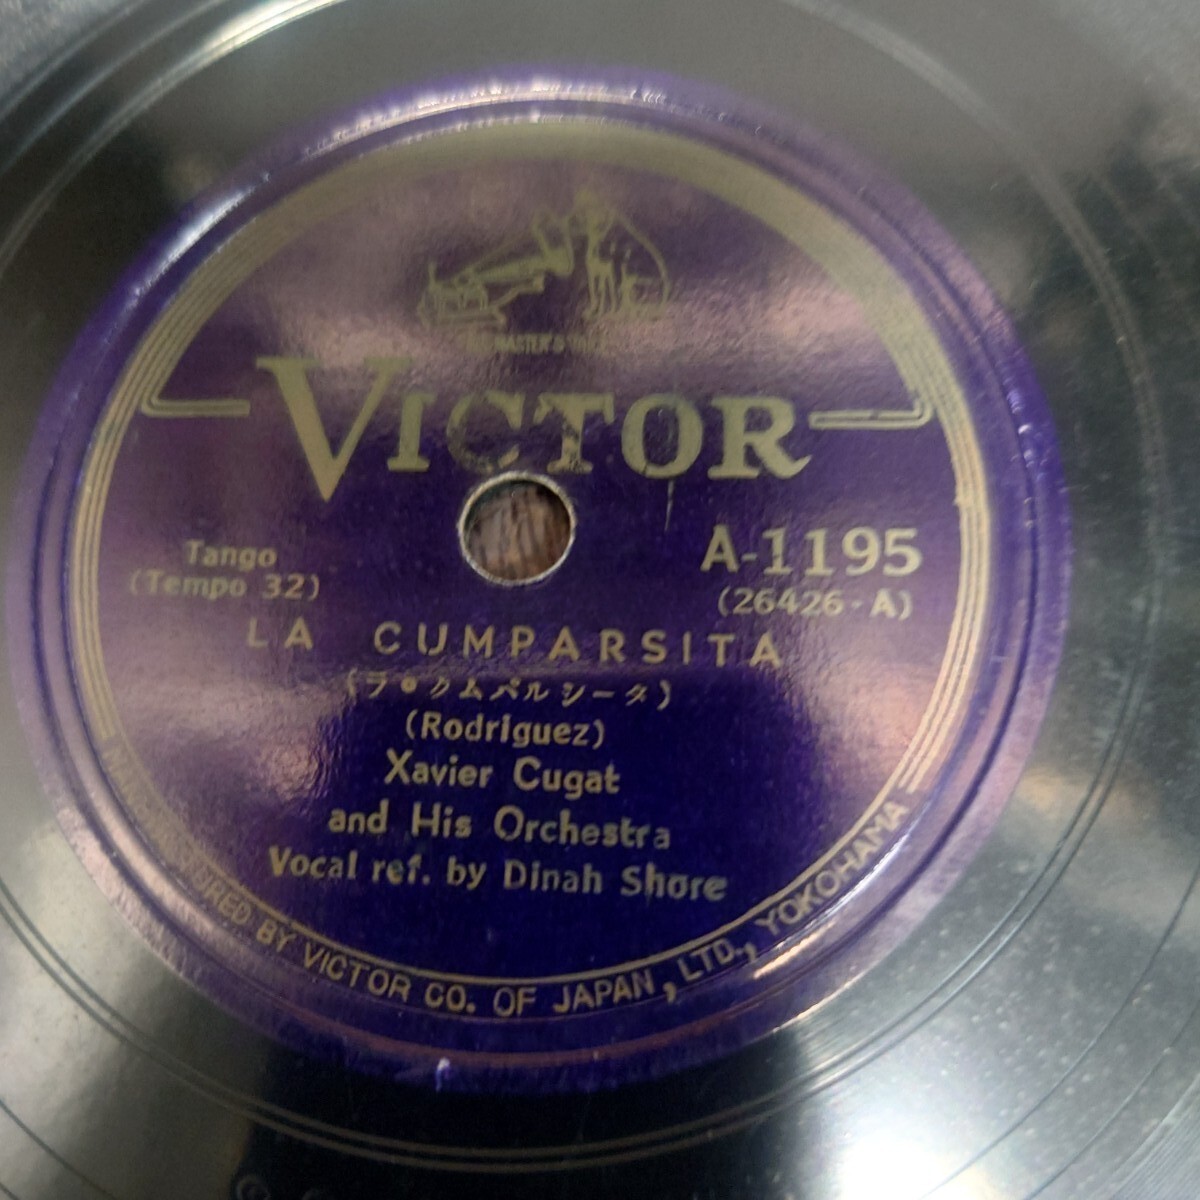 VICTOR
Tango
(Tempo 32)
A-1195
(26426-A)
LA CUMPARSITA
(ラ・クムパルシータ)
(Rodriguez)
Xavier Cugat
and His Orchestra
Vocal ref. by Dinah Shore
BY VICTOR CO. OF JAPAN, LTD., YOKOHAMA